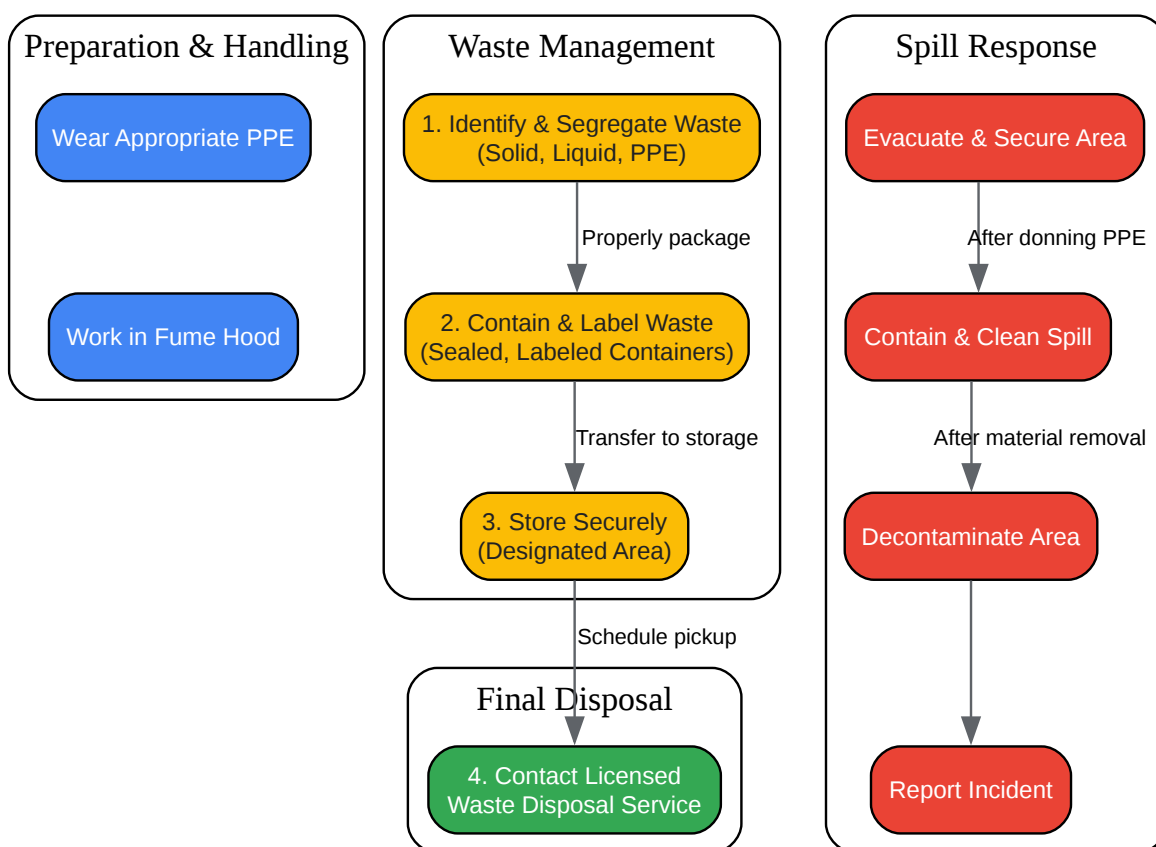 Preparation & Handling
Wear Appropriate PPE
Work in Fume Hood
Waste Management
1. Identify & Segregate Waste
(Solid, Liquid, PPE)
Properly package
2. Contain & Label Waste
(Sealed, Labeled Containers)
Transfer to storage
3. Store Securely
(Designated Area)
Schedule pickup
Final Disposal
4. Contact Licensed
Waste Disposal Service
Spill Response
Evacuate & Secure Area
After donning PPE
Contain & Clean Spill
After material removal
Decontaminate Area
Report Incident